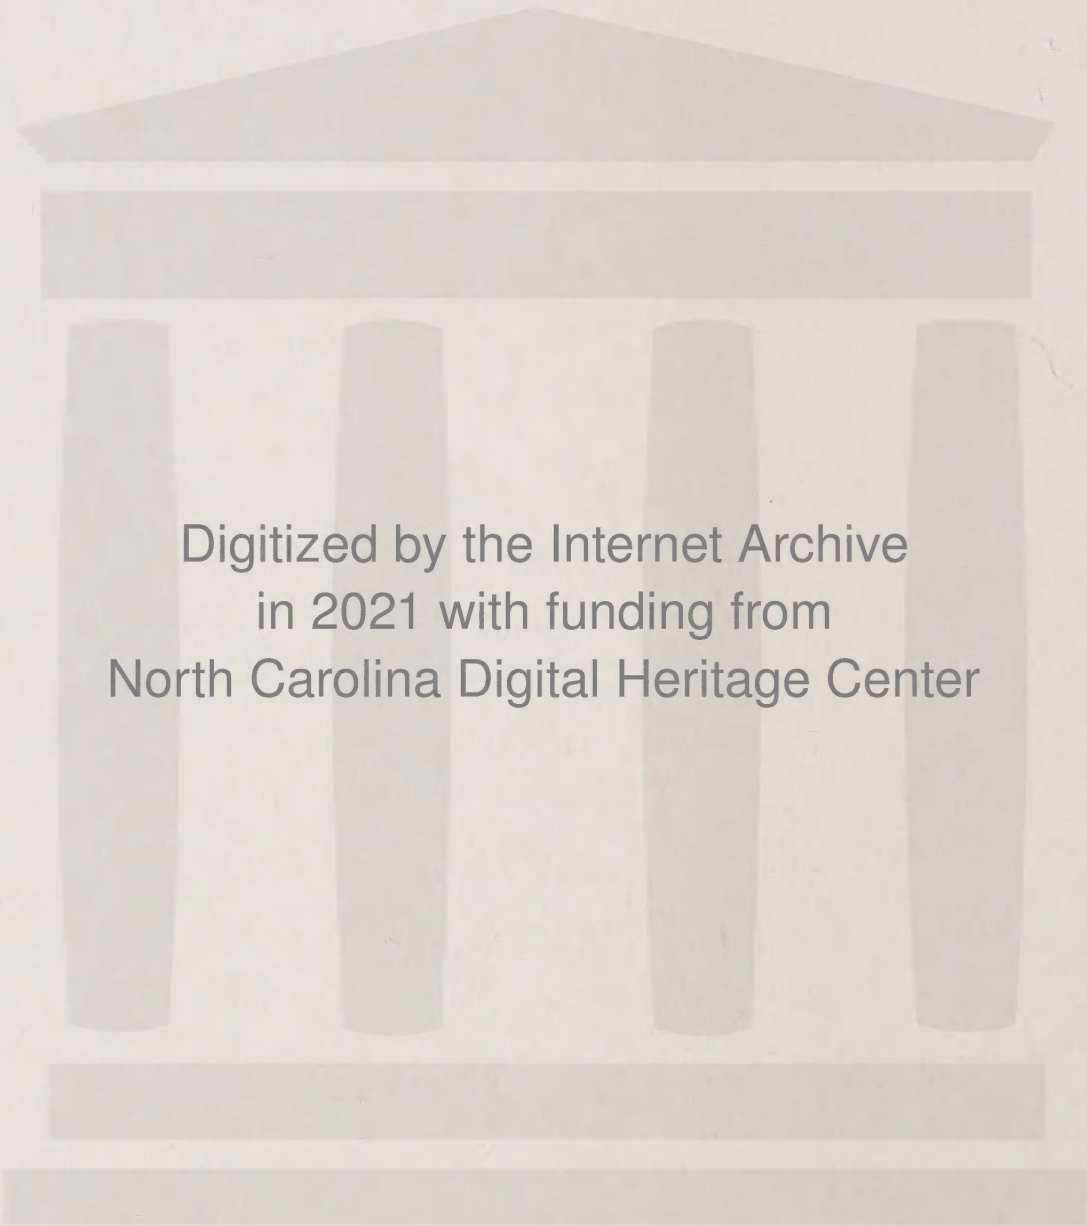 Digitized by the Internet Archive
in 2021 with funding from
North Carolina Digital Heritage Center